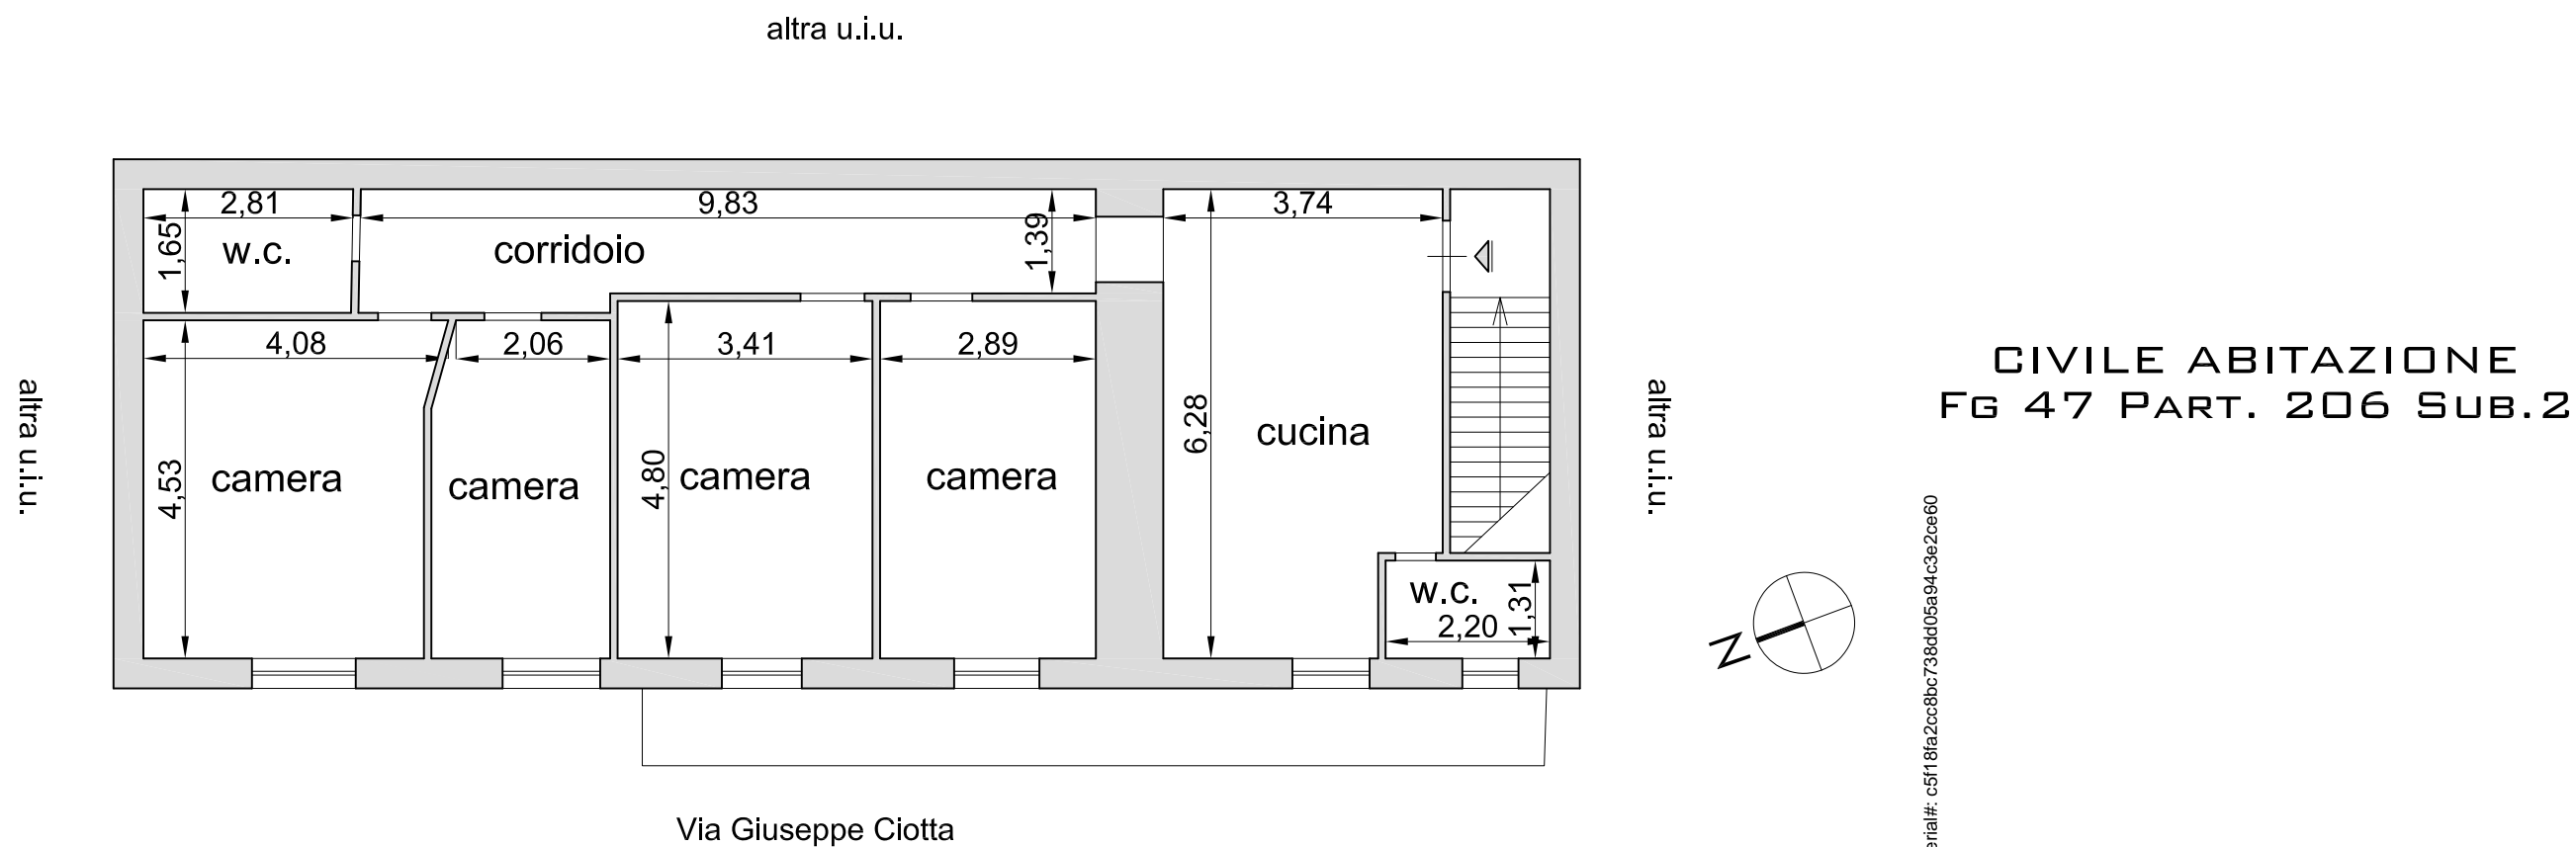 altra u.i.u.
2,81
9,83
3,74
1,65
w.c.
corridoio
1,39
4,08
2,06
3,41
2,89
CIVILE ABITAZIONE
FG 47 PART. 206 SUB.2
altra u.i.u.
6,28
cucina
altra u.i.u.
4,53
camera
camera
4,80
camera
camera
w.c.
2,20
1,31
N
erial#: c5f18fa2cc8bc738dd05a94c3e2ce60
Via Giuseppe Ciotta